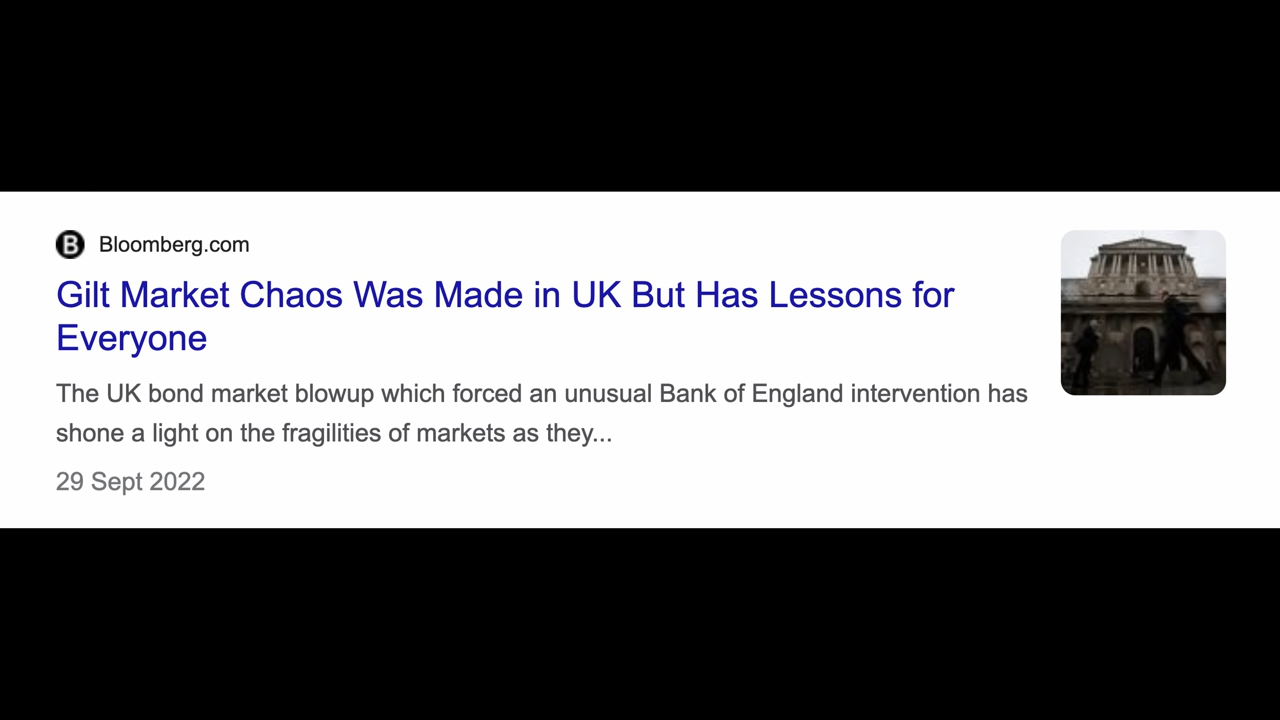 B Bloomberg.com
Gilt Market Chaos Was Made in UK But Has Lessons for
Everyone
The UK bond market blowup which forced an unusual Bank of England intervention has
shone a light on the fragilities of markets as they...
29 Sept 2022